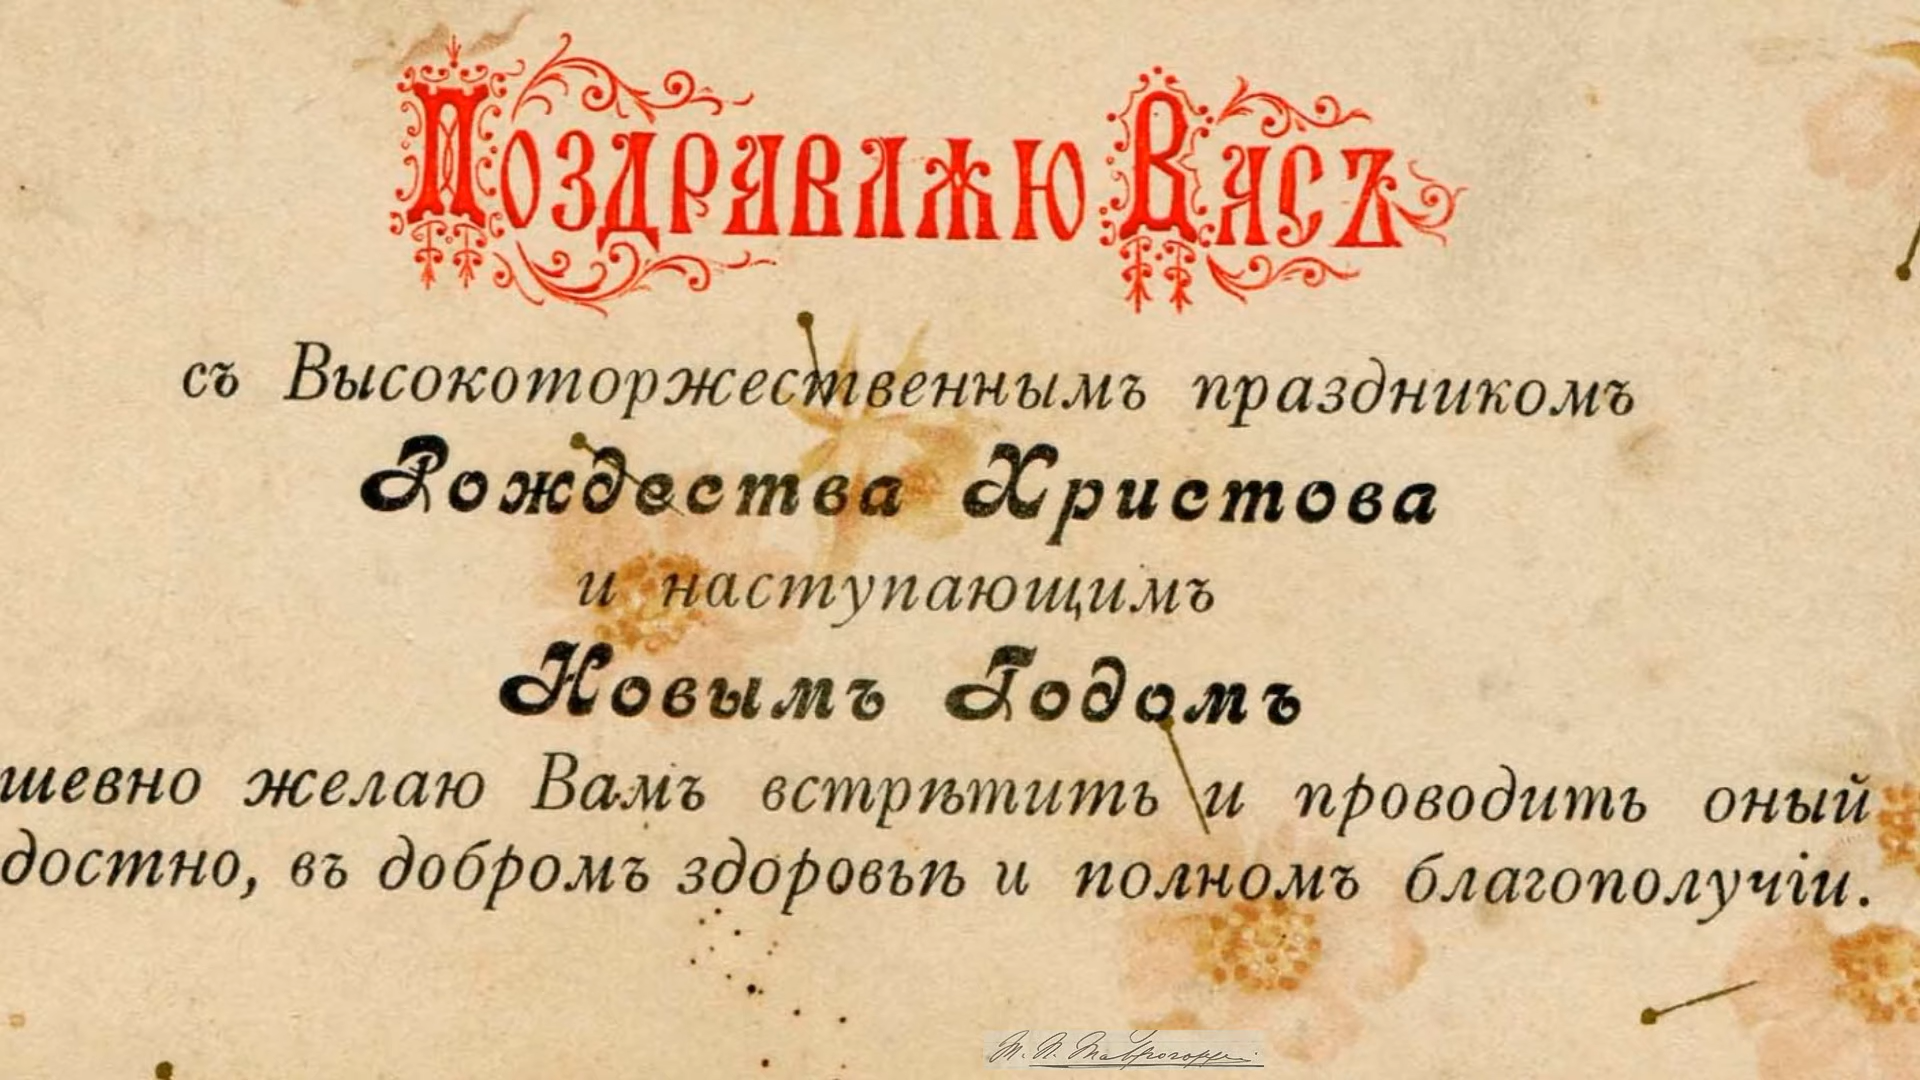 Поздравляю Васъ
съ Высокоторжественнымъ праздникомъ
Рождества Христова
и наступающимъ
Новымъ Годомъ
шевно желаю Вамъ встрѣтить и проводить оный
достно, въ добромъ здоровьѣ и полномъ благополучіи.